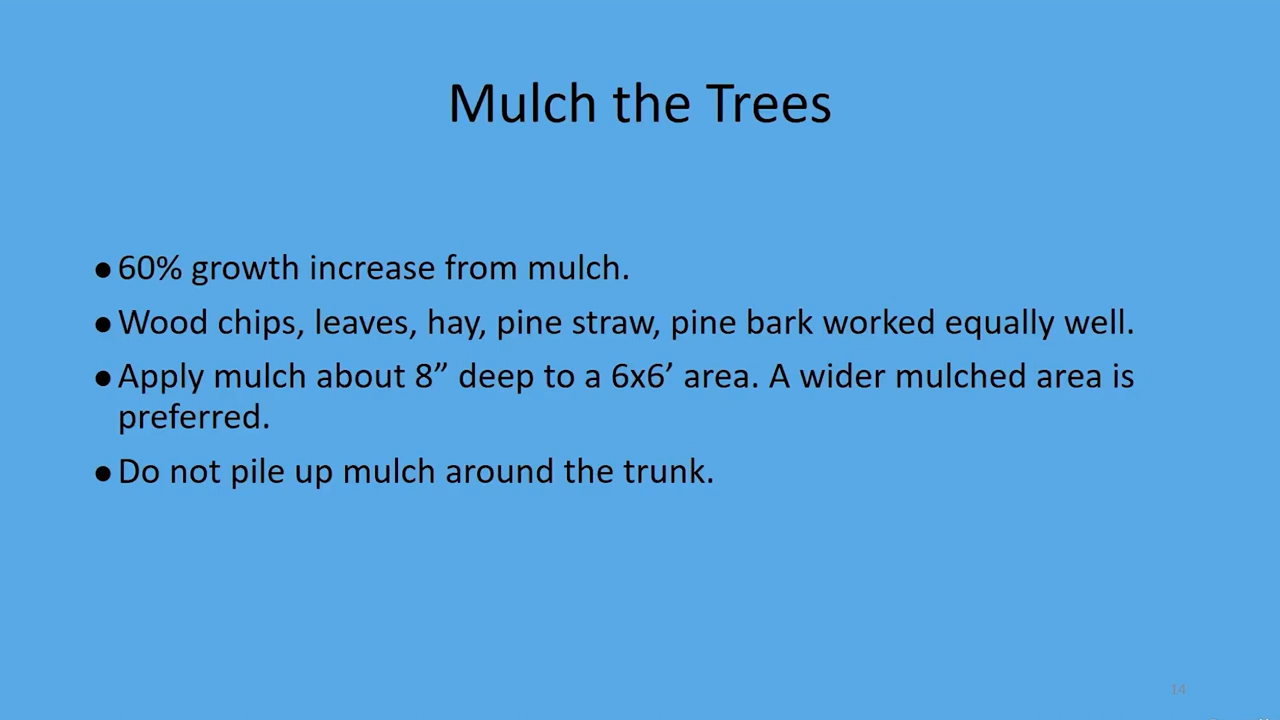 Mulch the Trees
●60% growth increase from mulch.
●Wood chips, leaves, hay, pine straw, pine bark worked equally well.
●Apply mulch about 8” deep to a 6x6’ area. A wider mulched area is
preferred.
●Do not pile up mulch around the trunk.
14